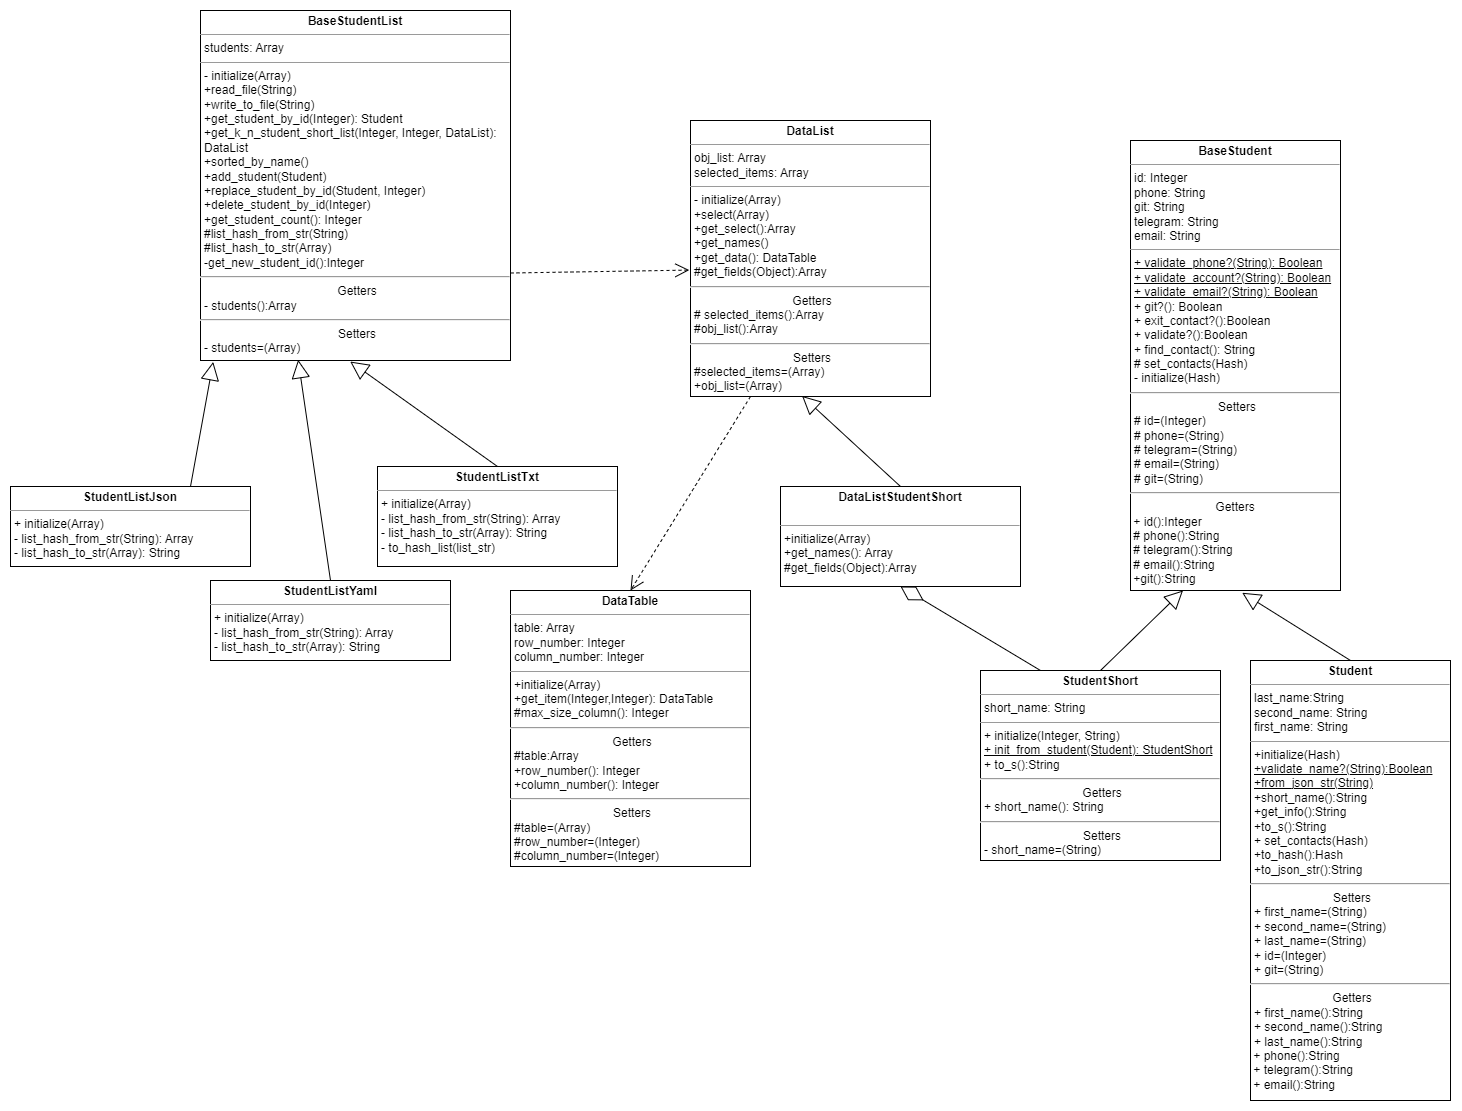 BaseStudentList
students: Array
- initialize(Array)
+read_file(String)
+write_to_file(String)
+get_student_by_id(Integer): Student
+get_k_n_student_short_list(Integer, Integer, DataList):
DataList
+sorted_by_name()
+add_student(Student)
+replace_student_by_id(Student, Integer)
+delete_student_by_id(Integer)
+get_student_count(): Integer
#list_hash_from_str(String)
#list_hash_to_str(Array)
-get_new_student_id():Integer
Getters
- students():Array
Setters
- students=(Array)
DataList
obj_list: Array
selected_items: Array
- initialize(Array)
+select(Array)
+get_select():Array
+get_names()
+get_data(): DataTable
#get_fields(Object):Array
Getters
# selected_items():Array
#obj_list():Array
Setters
#selected_items=(Array)
+obj_list=(Array)
BaseStudent
id: Integer
phone: String
git: String
telegram: String
email: String
+ validate_phone?(String): Boolean
+ validate_account?(String): Boolean
+ validate_email?(String): Boolean
+ git?(): Boolean
+ exit_contact?():Boolean
+ validate?():Boolean
+ find_contact(): String
# set_contacts(Hash)
- initialize(Hash)
Setters
# id=(Integer)
# phone=(String)
# telegram=(String)
# email=(String)
# git=(String)
Getters
+ id():Integer
# phone():String
# telegram():String
# email():String
+git():String
StudentListJson
+ initialize(Array)
- list_hash_from_str(String): Array
- list_hash_to_str(Array): String
StudentListTxt
+ initialize(Array)
- list_hash_from_str(String): Array
- list_hash_to_str(Array): String
- to_hash_list(list_str)
StudentListYaml
+ initialize(Array)
- list_hash_from_str(String): Array
- list_hash_to_str(Array): String
DataListStudentShort
+initialize(Array)
+get_names(): Array
#get_fields(Object):Array
DataTable
table: Array
row_number: Integer
column_number: Integer
+initialize(Array)
+get_item(Integer,Integer): DataTable
#max_size_column(): Integer
Getters
#table:Array
+row_number(): Integer
+column_number(): Integer
Setters
#table=(Array)
#row_number=(Integer)
#column_number=(Integer)
StudentShort
short_name: String
+ initialize(Integer, String)
+ init_from_student(Student): StudentShort
+ to_s():String
Getters
+ short_name(): String
Setters
- short_name=(String)
Student
last_name:String
second_name: String
first_name: String
+initialize(Hash)
+validate_name?(String):Boolean
+from_json_str(String)
+short_name():String
+get_info():String
+to_s():String
+ set_contacts(Hash)
+to_hash():Hash
+to_json_str():String
Setters
+ first_name=(String)
+ second_name=(String)
+ last_name=(String)
+ id=(Integer)
+ git=(String)
Getters
+ first_name():String
+ second_name():String
+ last_name():String
+ phone():String
+ telegram():String
+ email():String